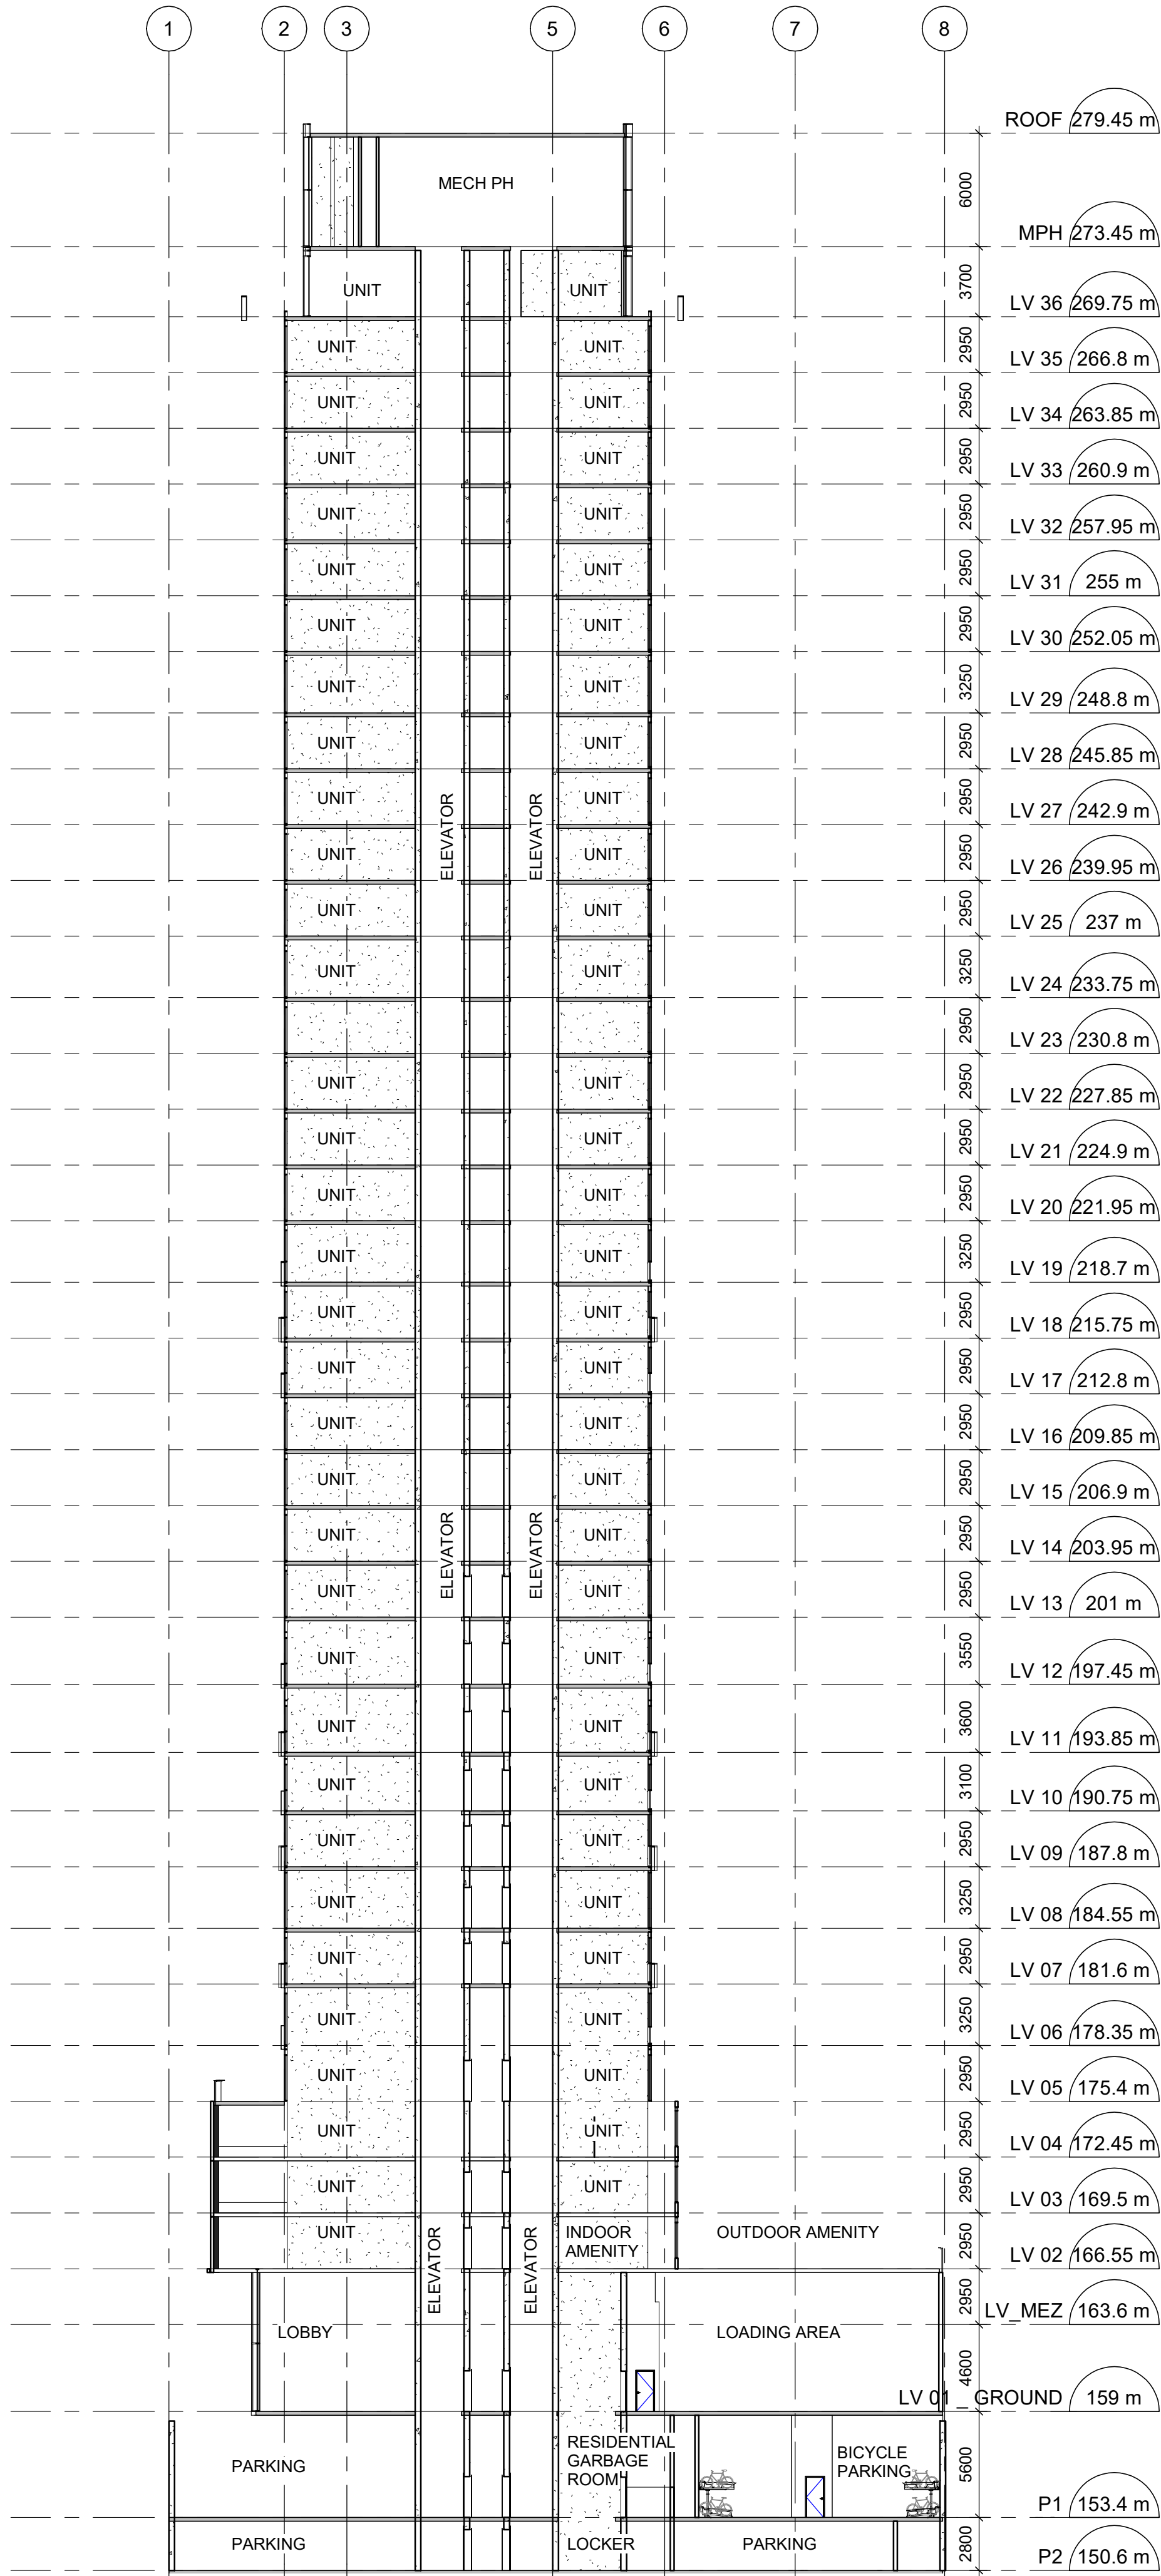 1 2 3 5 6 7 8
ROOF 279.45 m
6000
MECH PH
MPH 273.45 m
3700
UNIT UNIT
LV 36 269.75 m
2950
UNIT UNIT
LV 35 266.8 m
2950
UNIT UNIT
LV 34 263.85 m
2950
UNIT UNIT
LV 33 260.9 m
2950
UNIT UNIT
LV 32 257.95 m
2950
UNIT UNIT
LV 31 255 m
2950
UNIT UNIT
LV 30 252.05 m
3250
UNIT UNIT
LV 29 248.8 m
2950
UNIT UNIT
LV 28 245.85 m
2950
UNIT UNIT
LV 27 242.9 m
ELEVATOR ELEVATOR
2950
UNIT UNIT
LV 26 239.95 m
2950
UNIT UNIT
LV 25 237 m
3250
UNIT UNIT
LV 24 233.75 m
2950
LV 23 230.8 m
2950
UNIT UNIT
LV 22 227.85 m
2950
UNIT UNIT
LV 21 224.9 m
2950
UNIT UNIT
LV 20 221.95 m
3250
UNIT UNIT
LV 19 218.7 m
2950
UNIT UNIT
LV 18 215.75 m
2950
UNIT UNIT
LV 17 212.8 m
2950
UNIT UNIT
LV 16 209.85 m
2950
UNIT UNIT
LV 15 206.9 m
2950
UNIT UNIT
LV 14 203.95 m
ELEVATOR ELEVATOR
2950
UNIT UNIT
LV 13 201 m
3550
UNIT UNIT
LV 12 197.45 m
3600
UNIT UNIT
LV 11 193.85 m
3100
UNIT UNIT
LV 10 190.75 m
2950
UNIT UNIT
LV 09 187.8 m
3250
UNIT UNIT
LV 08 184.55 m
2950
UNIT UNIT
LV 07 181.6 m
3250
UNIT UNIT
LV 06 178.35 m
2950
UNIT UNIT
LV 05 175.4 m
2950
UNIT UNIT
LV 04 172.45 m
2950
UNIT UNIT
LV 03 169.5 m
2950
UNIT
INDOOR
AMENITY
OUTDOOR AMENITY
LV 02 166.55 m
ELEVATOR ELEVATOR
2950
LV_MEZ 163.6 m
LOBBY
LOADING AREA
4600
LV 01 _ GROUND 159 m
5600
PARKING
RESIDENTIAL
GARBAGE
ROOM
BICYCLE
PARKING
P1 153.4 m
2800
PARKING
LOCKER
PARKING
P2 150.6 m